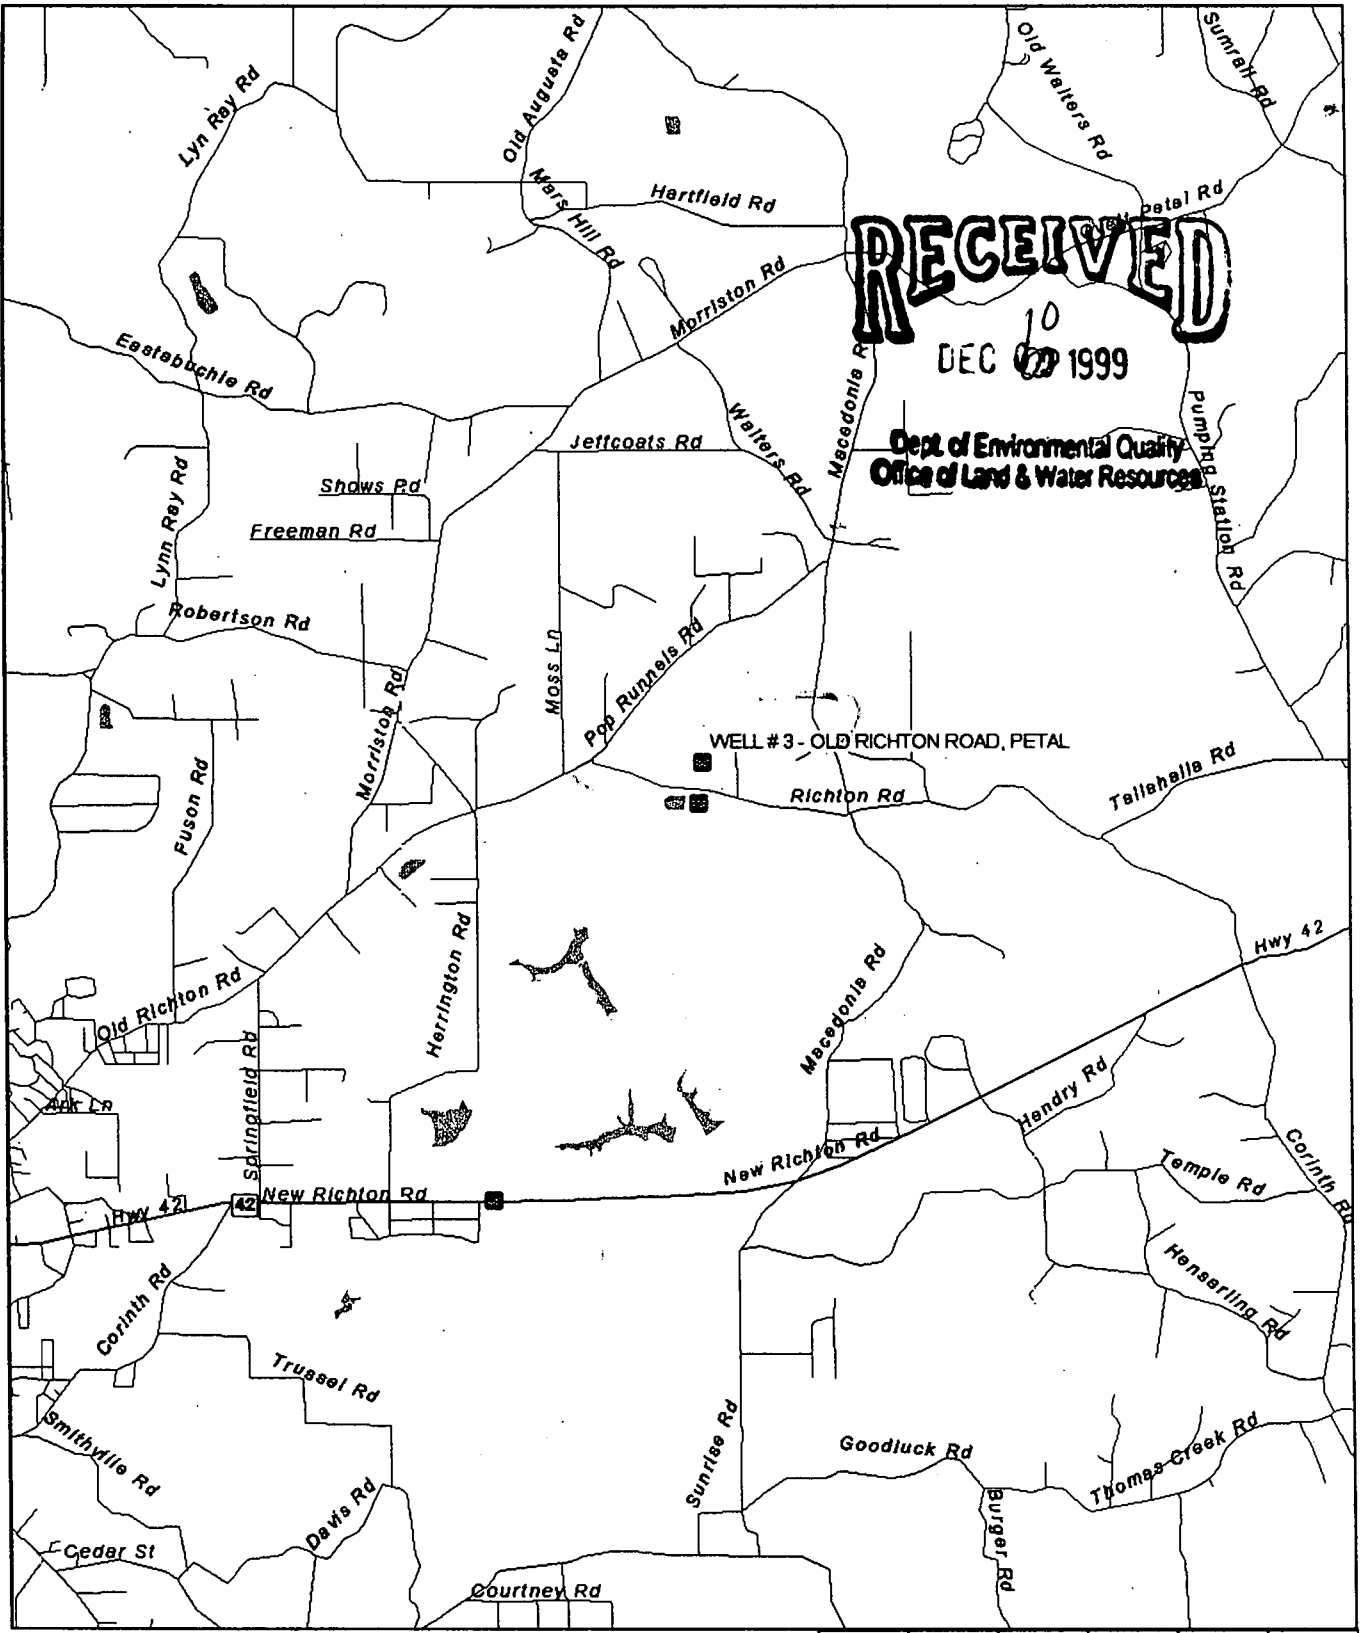 Old Augusta Rd
Old Walters Rd
Sumrall Rd
Lyn Ray Rd
Mars Hill Rd
Hartfield Rd
Petal Rd
RECEIVED
Morriston Rd
10
DEC 1999
Eastabuchie Rd
Macedonia R
Walters Rd
Pumping Station Rd
Jeffcoats Rd
Dept. of Environmental Quality
Office of Land & Water Resources
Shows Rd
Lynn Ray Rd
Freeman Rd
Robertson Rd
Moss Ln
Pop Runnels Rd
Morriston Rd
WELL # 3 - OLD RICHTON ROAD, PETAL
Fuson Rd
Richton Rd
Tallahalla Rd
Herrington Rd
Hwy 42
Macedonia Rd
Old Richton Rd
Springfield Rd
Hendry Rd
Ark Ln
New Richton Rd
Corinth Rd
Temple Rd
New Richton Rd
42
Hwy 42
Henserling Rd
Corinth Rd
Trussel Rd
Sunrise Rd
Goodluck Rd
Thomas Creek Rd
Smithville Rd
Davis Rd
Burger Rd
Cedar St
Courtney Rd